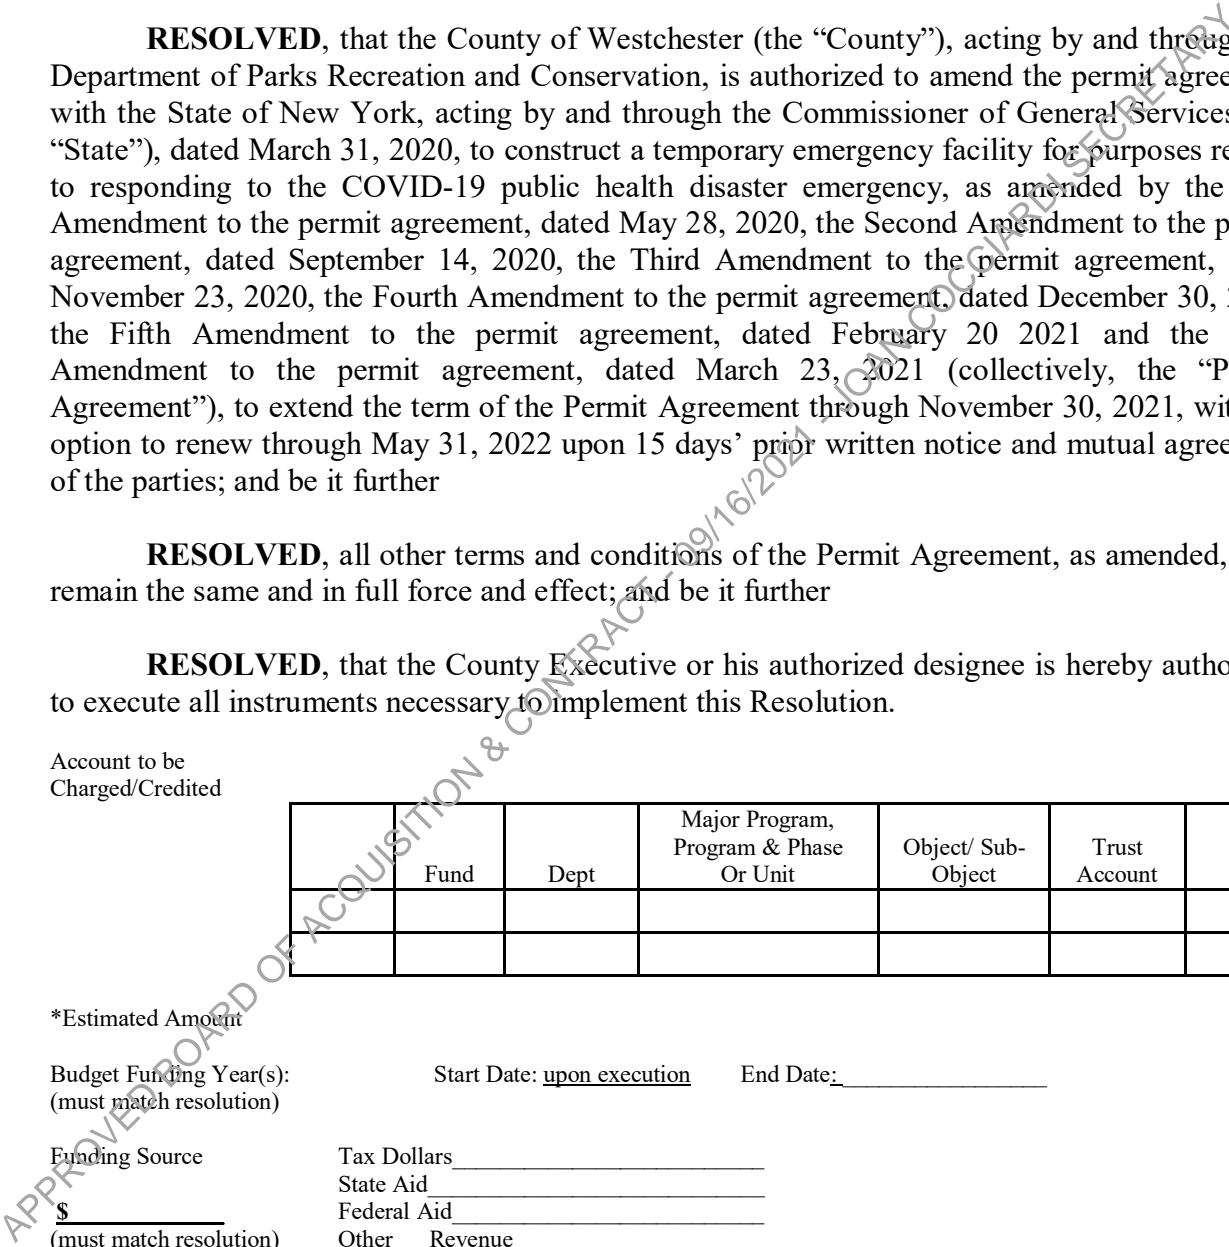 RESOLVED, that the County of Westchester (the “County”), acting by and throug
Department of Parks Recreation and Conservation, is authorized to amend the permit agree
with the State of New York, acting by and through the Commissioner of General Services
“State”), dated March 31, 2020, to construct a temporary emergency facility for purposes re
to responding to the COVID-19 public health disaster emergency, as amended by the
Amendment to the permit agreement, dated May 28, 2020, the Second Amendment to the p
agreement, dated September 14, 2020, the Third Amendment to the permit agreement,
November 23, 2020, the Fourth Amendment to the permit agreement, dated December 30, 2
the Fifth Amendment to the permit agreement, dated February 20 2021 and the
Amendment to the permit agreement, dated March 23, 2021 (collectively, the “P
Agreement”), to extend the term of the Permit Agreement through November 30, 2021, wit
option to renew through May 31, 2022 upon 15 days’ prior written notice and mutual agree
of the parties; and be it further
RESOLVED, all other terms and conditions of the Permit Agreement, as amended,
remain the same and in full force and effect; and be it further
RESOLVED, that the County Executive or his authorized designee is hereby autho
to execute all instruments necessary to implement this Resolution.
Account to be
Charged/Credited
Fund Dept Major Program, Program & Phase Or Unit Object/ Sub-Object Trust Account
*Estimated Amount
Budget Funding Year(s): Start Date: upon execution End Date:__________________
(must match resolution)
Funding Source Tax Dollars___________________________
State Aid_____________________________
$______________ Federal Aid___________________________
(must match resolution) Other Revenue
APPROVED BOARD OF ACQUISITION & CONTRACT - 09/16/2021 - JOAN COCCIARDI SECRETARY